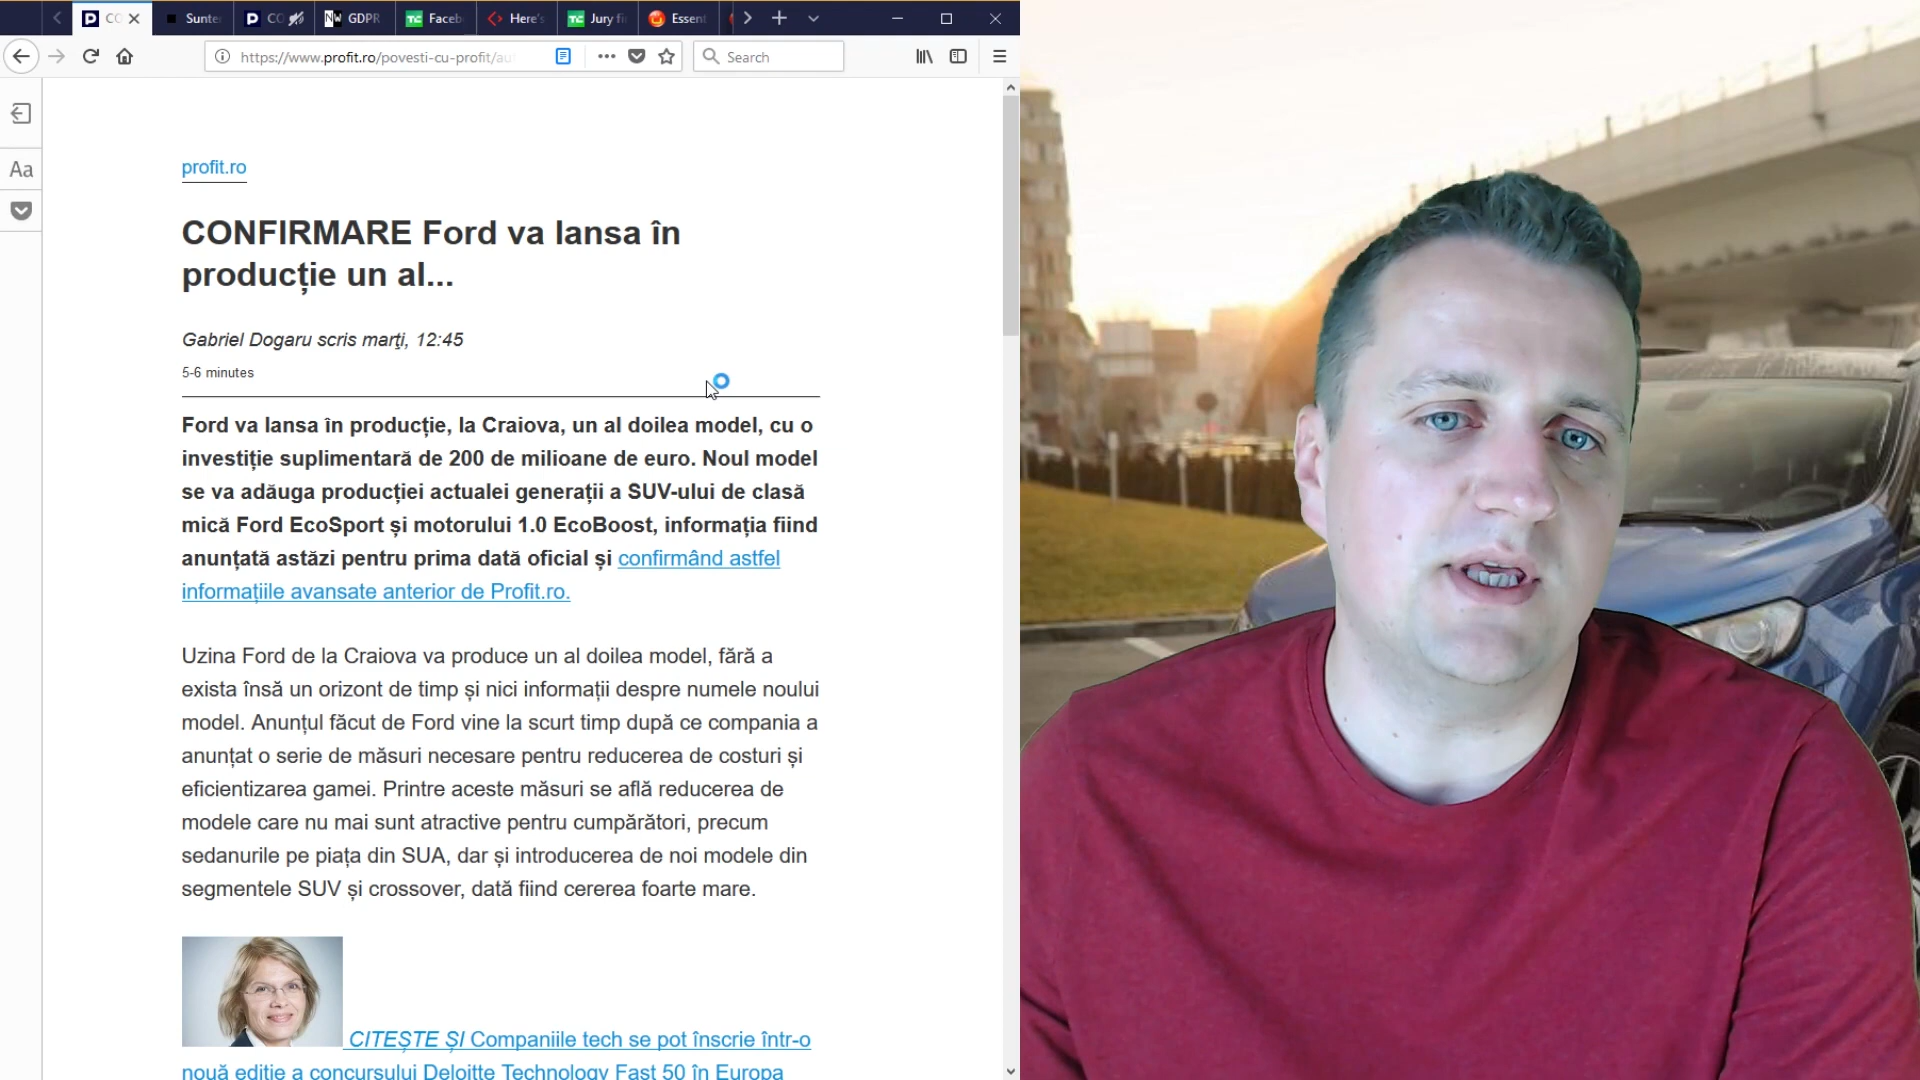 CO
Sunte
CO
GDPR
Faceb
Here's
Jury fi
Essent
https://www.profit.ro/povesti-cu-profit/aut
Search
Aa
profit.ro
CONFIRMARE Ford va lansa în
producție un al...
Gabriel Dogaru scris marţi, 12:45
5-6 minutes
Ford va lansa în producție, la Craiova, un al doilea model, cu o
investiție suplimentară de 200 de milioane de euro. Noul model
se va adăuga producției actualei generații a SUV-ului de clasă
mică Ford EcoSport și motorului 1.0 EcoBoost, informația fiind
anunțată astăzi pentru prima dată oficial și confirmând astfel
informațiile avansate anterior de Profit.ro.
Uzina Ford de la Craiova va produce un al doilea model, fără a
exista însă un orizont de timp și nici informații despre numele noului
model. Anunțul făcut de Ford vine la scurt timp după ce compania a
anunțat o serie de măsuri necesare pentru reducerea de costuri și
eficientizarea gamei. Printre aceste măsuri se află reducerea de
modele care nu mai sunt atractive pentru cumpărători, precum
sedanurile pe piața din SUA, dar și introducerea de noi modele din
segmentele SUV și crossover, dată fiind cererea foarte mare.
CITEȘTE ȘI Companiile tech se pot înscrie într-o
nouă ediție a concursului Deloitte Technology Fast 50 în Europa